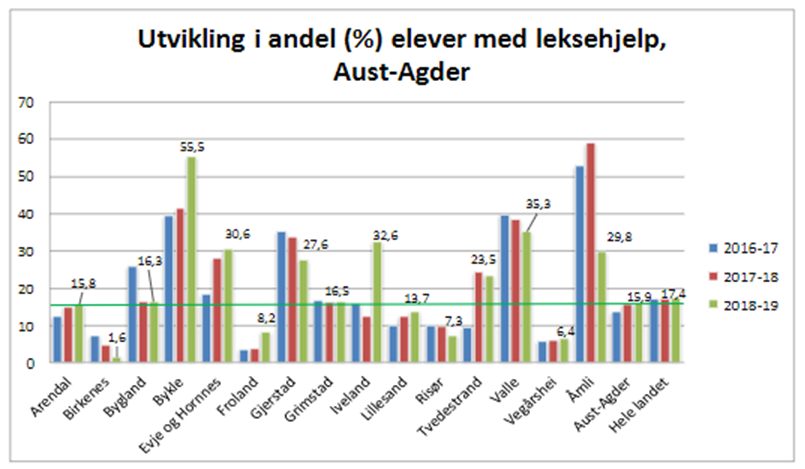 Utvikling i andel (%) elever med leksehjelp,
Aust-Agder
70
60
50
40
30
20
10
0
15,8
1,6
16,3
55,5
30,6
8,2
27,6
16,5
32,6
13,7
7,3
23,5
35,3
6,4
29,8
15,9
17,4
Arendal
Birkenes
Bygland
Bykle
Evje og Hornnes
Froland
Gjerstad
Grimstad
Iveland
Lillesand
Risør
Tvedestrand
Valle
Vegårshei
Åmli
Aust-Agder
Hele landet
2016-17
2017-18
2018-19